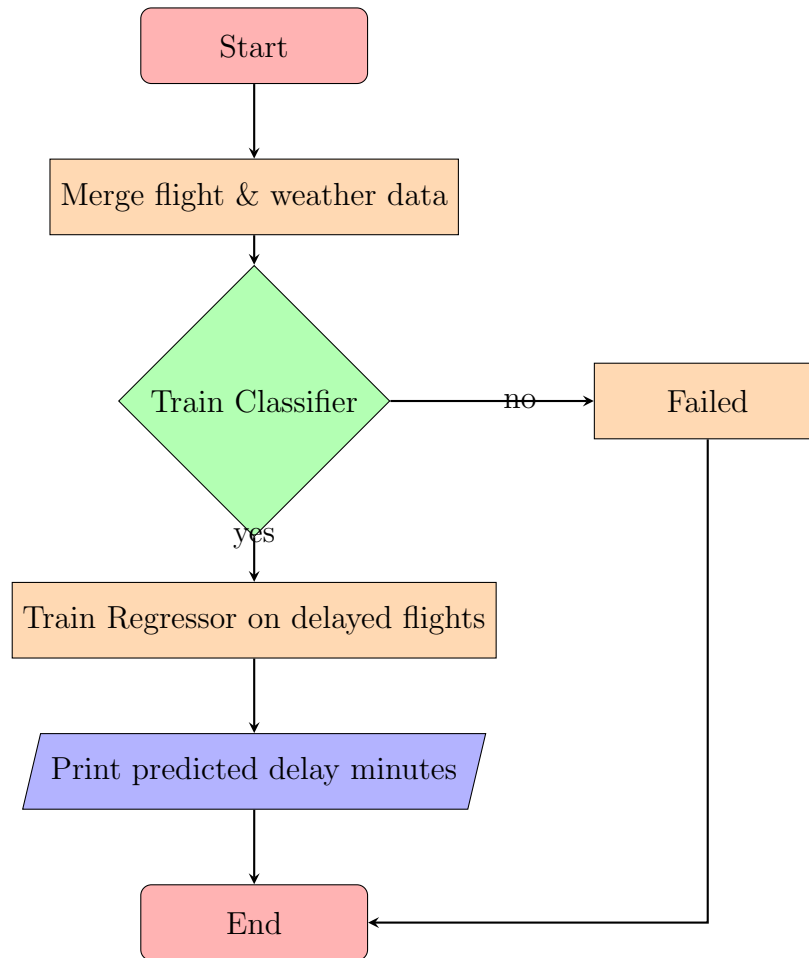 Start
Merge flight & weather data
Train Classifier
no
Failed
yes
Train Regressor on delayed flights
Print predicted delay minutes
End